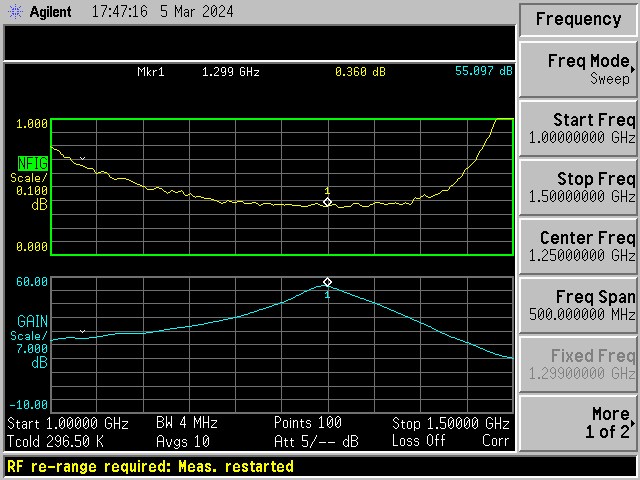 Agilent 17:47:16 5 Mar 2024
Frequency
Mkr1 1.299 GHz 0.360 dB 55.097 dB
Freq Mode
Sweep
1.000
NFIG
Scale/
0.100
dB
0.000
Start Freq
1.00000000 GHz
Stop Freq
1.50000000 GHz
1
Center Freq
1.25000000 GHz
60.00
GAIN
Scale/
7.000
dB
-10.00
1
Freq Span
500.000000 MHz
Fixed Freq
1.29900000 GHz
Start 1.00000 GHz BW 4 MHz Points 100 Stop 1.50000 GHz
Tcold 296.50 K Avgs 10 Att 5/-- dB Loss Off Corr
More
1 of 2
RF re-range required: Meas. restarted